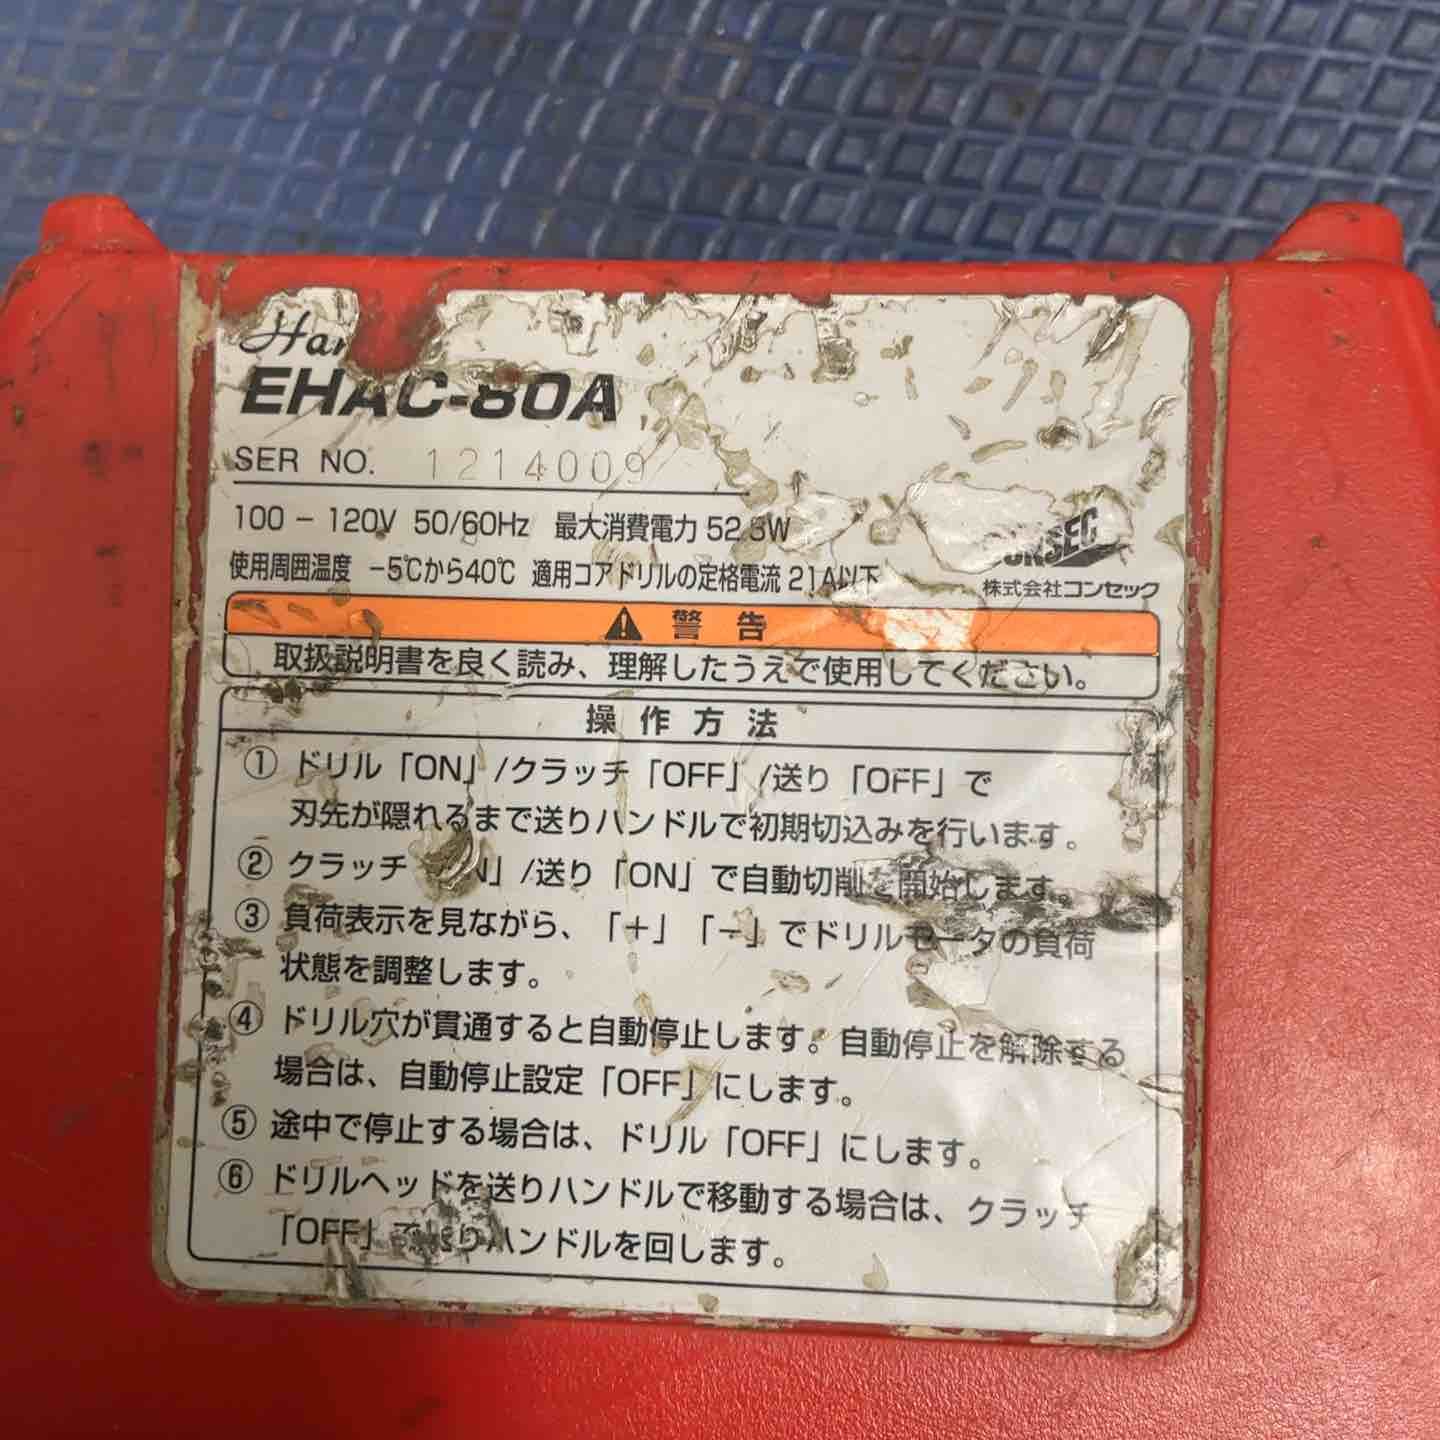 EHAC-80A
SER NO. 1214009
100 - 120V 50/60Hz 最大消費電力 52.3W
使用周囲温度 -5℃から40℃ 適用コアドリルの定格電流 21A以下
CONSEC
株式会社コンセック
警告
取扱説明書を良く読み、理解したうえで使用してください。
操作方法
① ドリル「ON」/クラッチ「OFF」/送り「OFF」で
刃先が隠れるまで送りハンドルで初期切込みを行います。
② クラッチ「ON」/送り「ON」で自動切削を開始します。
③ 負荷表示を見ながら、「+」「-」でドリルモータの負荷
状態を調整します。
④ ドリル穴が貫通すると自動停止します。自動停止を解除する
場合は、自動停止設定「OFF」にします。
⑤ 途中で停止する場合は、ドリル「OFF」にします。
⑥ ドリルヘッドを送りハンドルで移動する場合は、クラッチ
「OFF」で送りハンドルを回します。